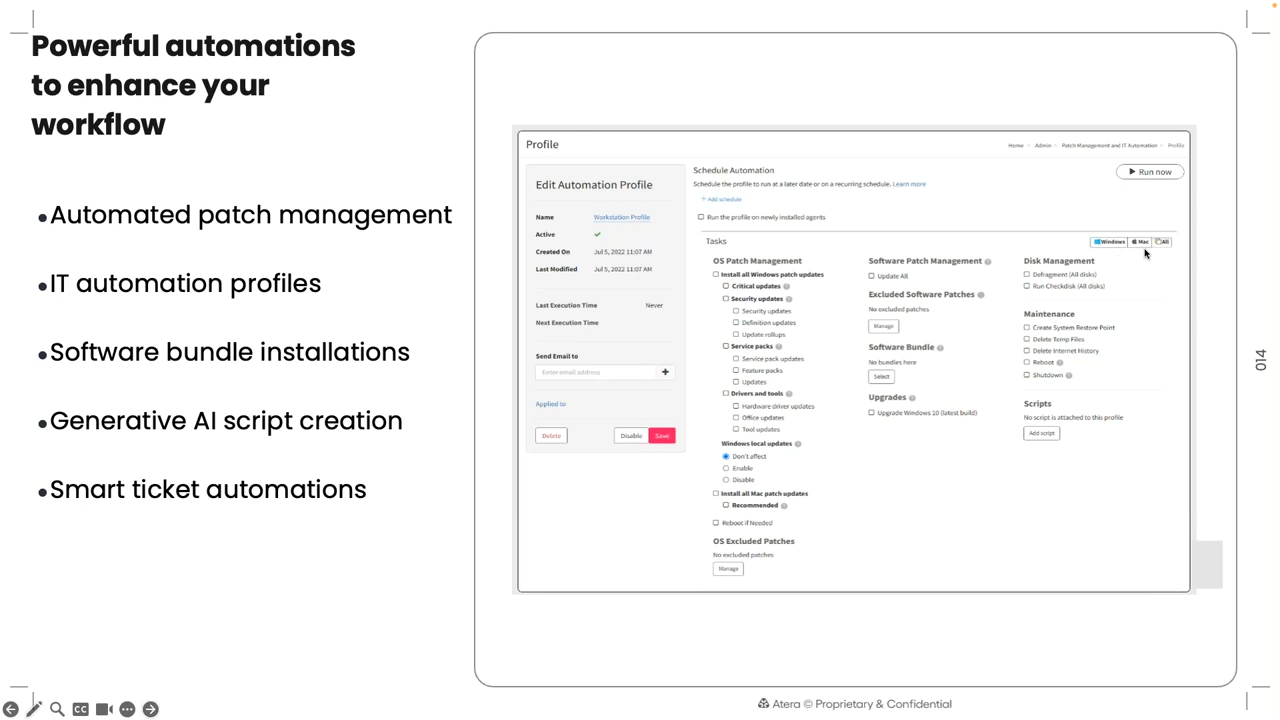 Powerful automations
to enhance your
workflow
•Automated patch management
•IT automation profiles
•Software bundle installations
•Generative AI script creation
•Smart ticket automations
Profile
Home
Admin
Patch Management and IT Automation
Profile
Edit Automation Profile
Name Workstation Profile
Active
Created On Jul 5, 2022 11:07 AM
Last Modified Jul 5, 2022 11:07 AM
Last Execution Time Never
Next Execution Time
Send Email to
Enter email address +
Applied to
Delete Disable Save
Schedule Automation
Schedule the profile to run at a later date or on a recurring schedule. Learn more
+ Add schedule
Run the profile on newly installed agents
Run now
Tasks
Windows Mac All
OS Patch Management
Install all Windows patch updates
Critical updates
Security updates
Security updates
Definition updates
Update rollups
Service packs
Service pack updates
Feature packs
Updates
Drivers and tools
Hardware driver updates
Office updates
Tool updates
Windows local updates
Don't affect
Enable
Disable
Install all Mac patch updates
Recommended
Reboot if Needed
OS Excluded Patches
No excluded patches
Manage
Software Patch Management
Update All
Excluded Software Patches
No excluded patches
Manage
Software Bundle
No bundles here
Select
Upgrades
Upgrade Windows 10 (latest build)
Disk Management
Defragment (All disks)
Run Checkdisk (All disks)
Maintenance
Create System Restore Point
Delete Temp Files
Delete Internet History
Reboot
Shutdown
Scripts
No script is attached to this profile
Add script
014
CC
Atera © Proprietary & Confidential